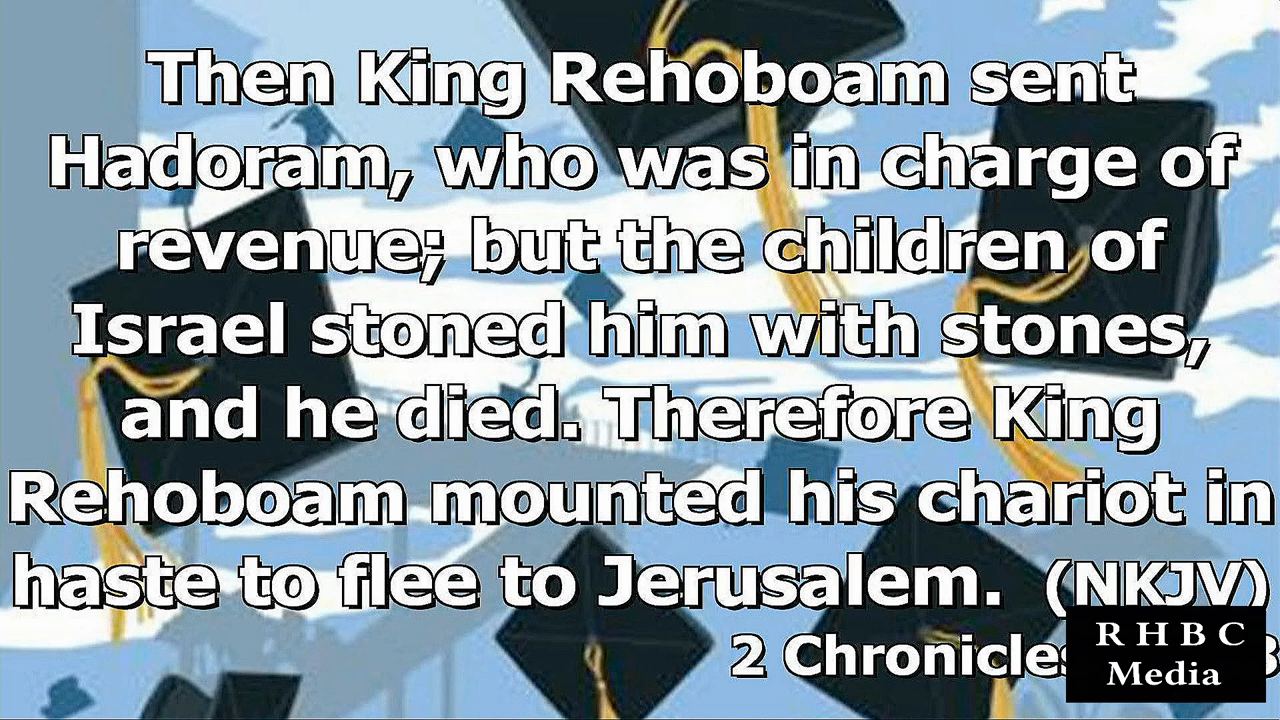 Then King Rehoboam sent
Hadoram, who was in charge of
revenue; but the children of
Israel stoned him with stones,
and he died. Therefore King
Rehoboam mounted his chariot in
haste to flee to Jerusalem. (NKJV)
2 Chronicles
RHBC
Media